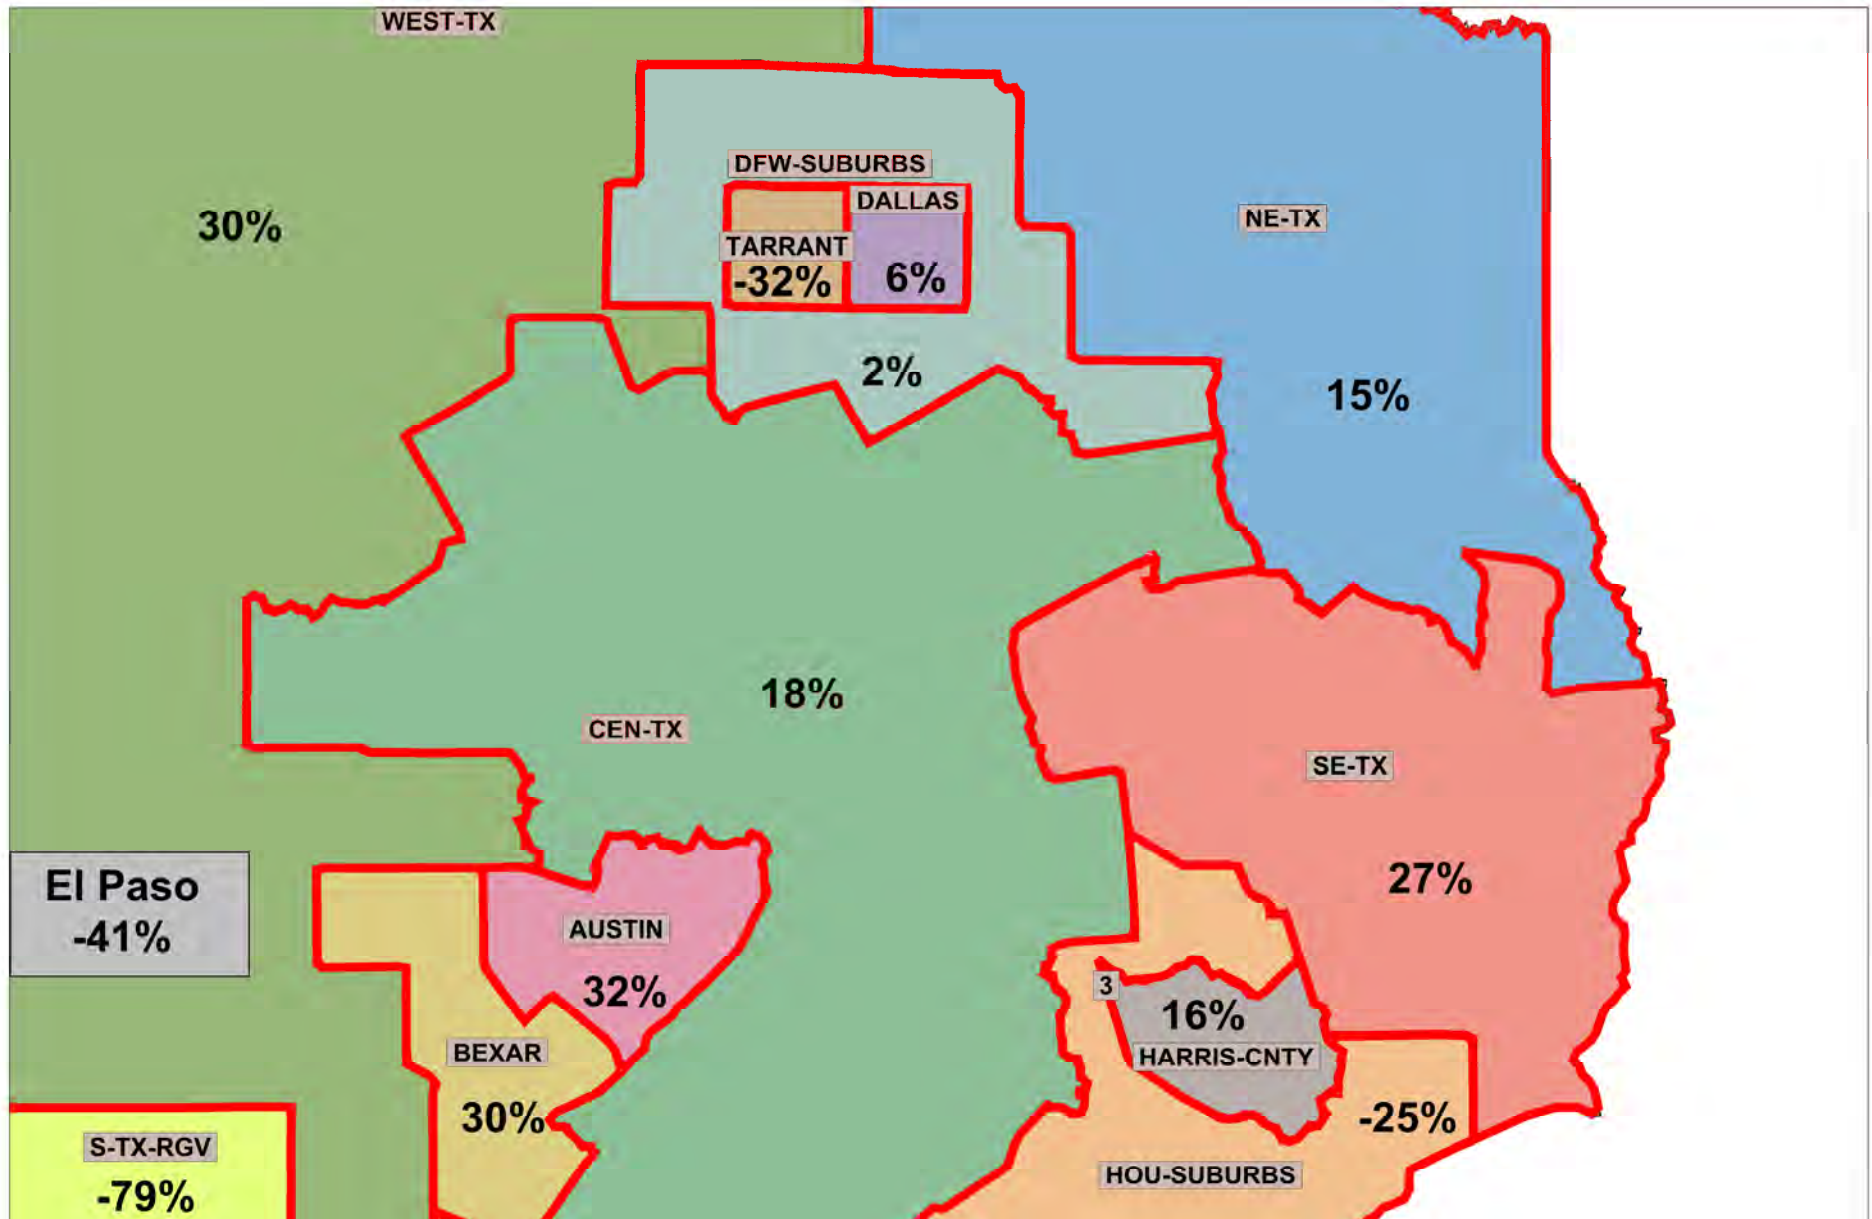 WEST-TX
DFW-SUBURBS
DALLAS
30%
NE-TX
TARRANT
-32%
6%
2%
15%
18%
CEN-TX
SE-TX
El Paso
-41%
27%
AUSTIN
32%
3
16%
BEXAR
HARRIS-CNTY
30%
-25%
S-TX-RGV
-79%
HOU-SUBURBS